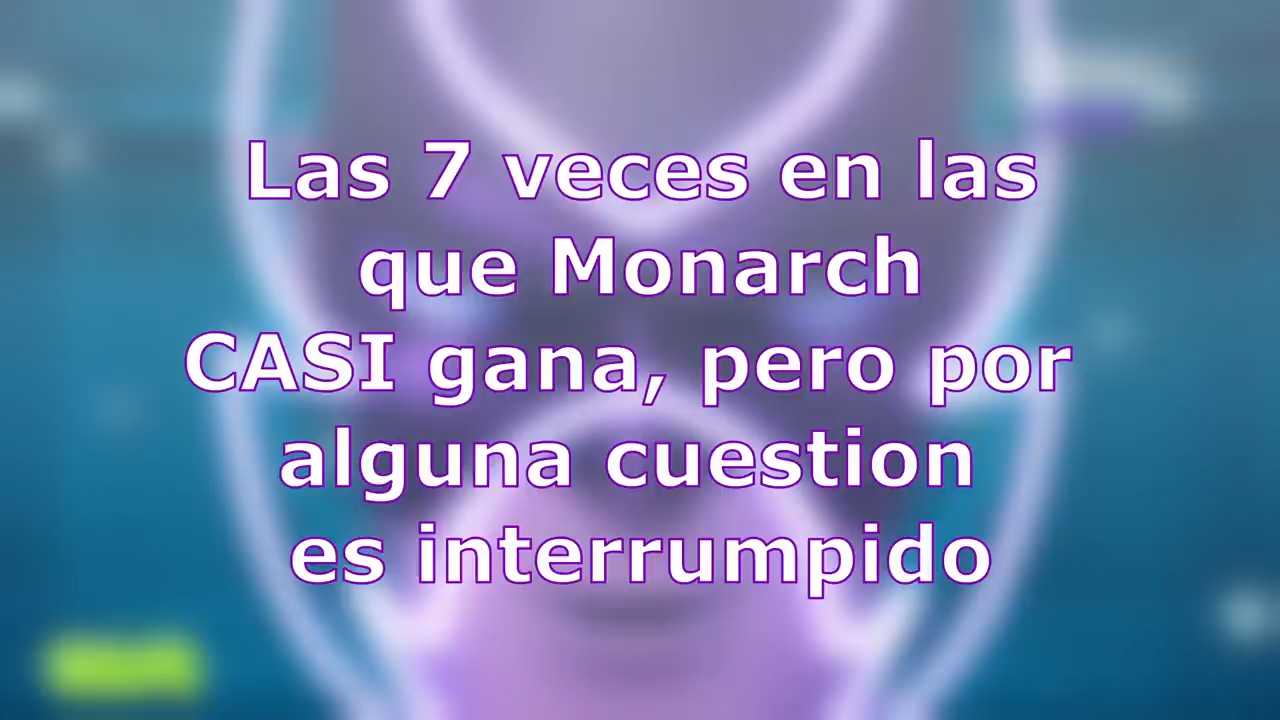 Las 7 veces en las
que Monarch
CASI gana, pero por
alguna cuestion
es interrumpido